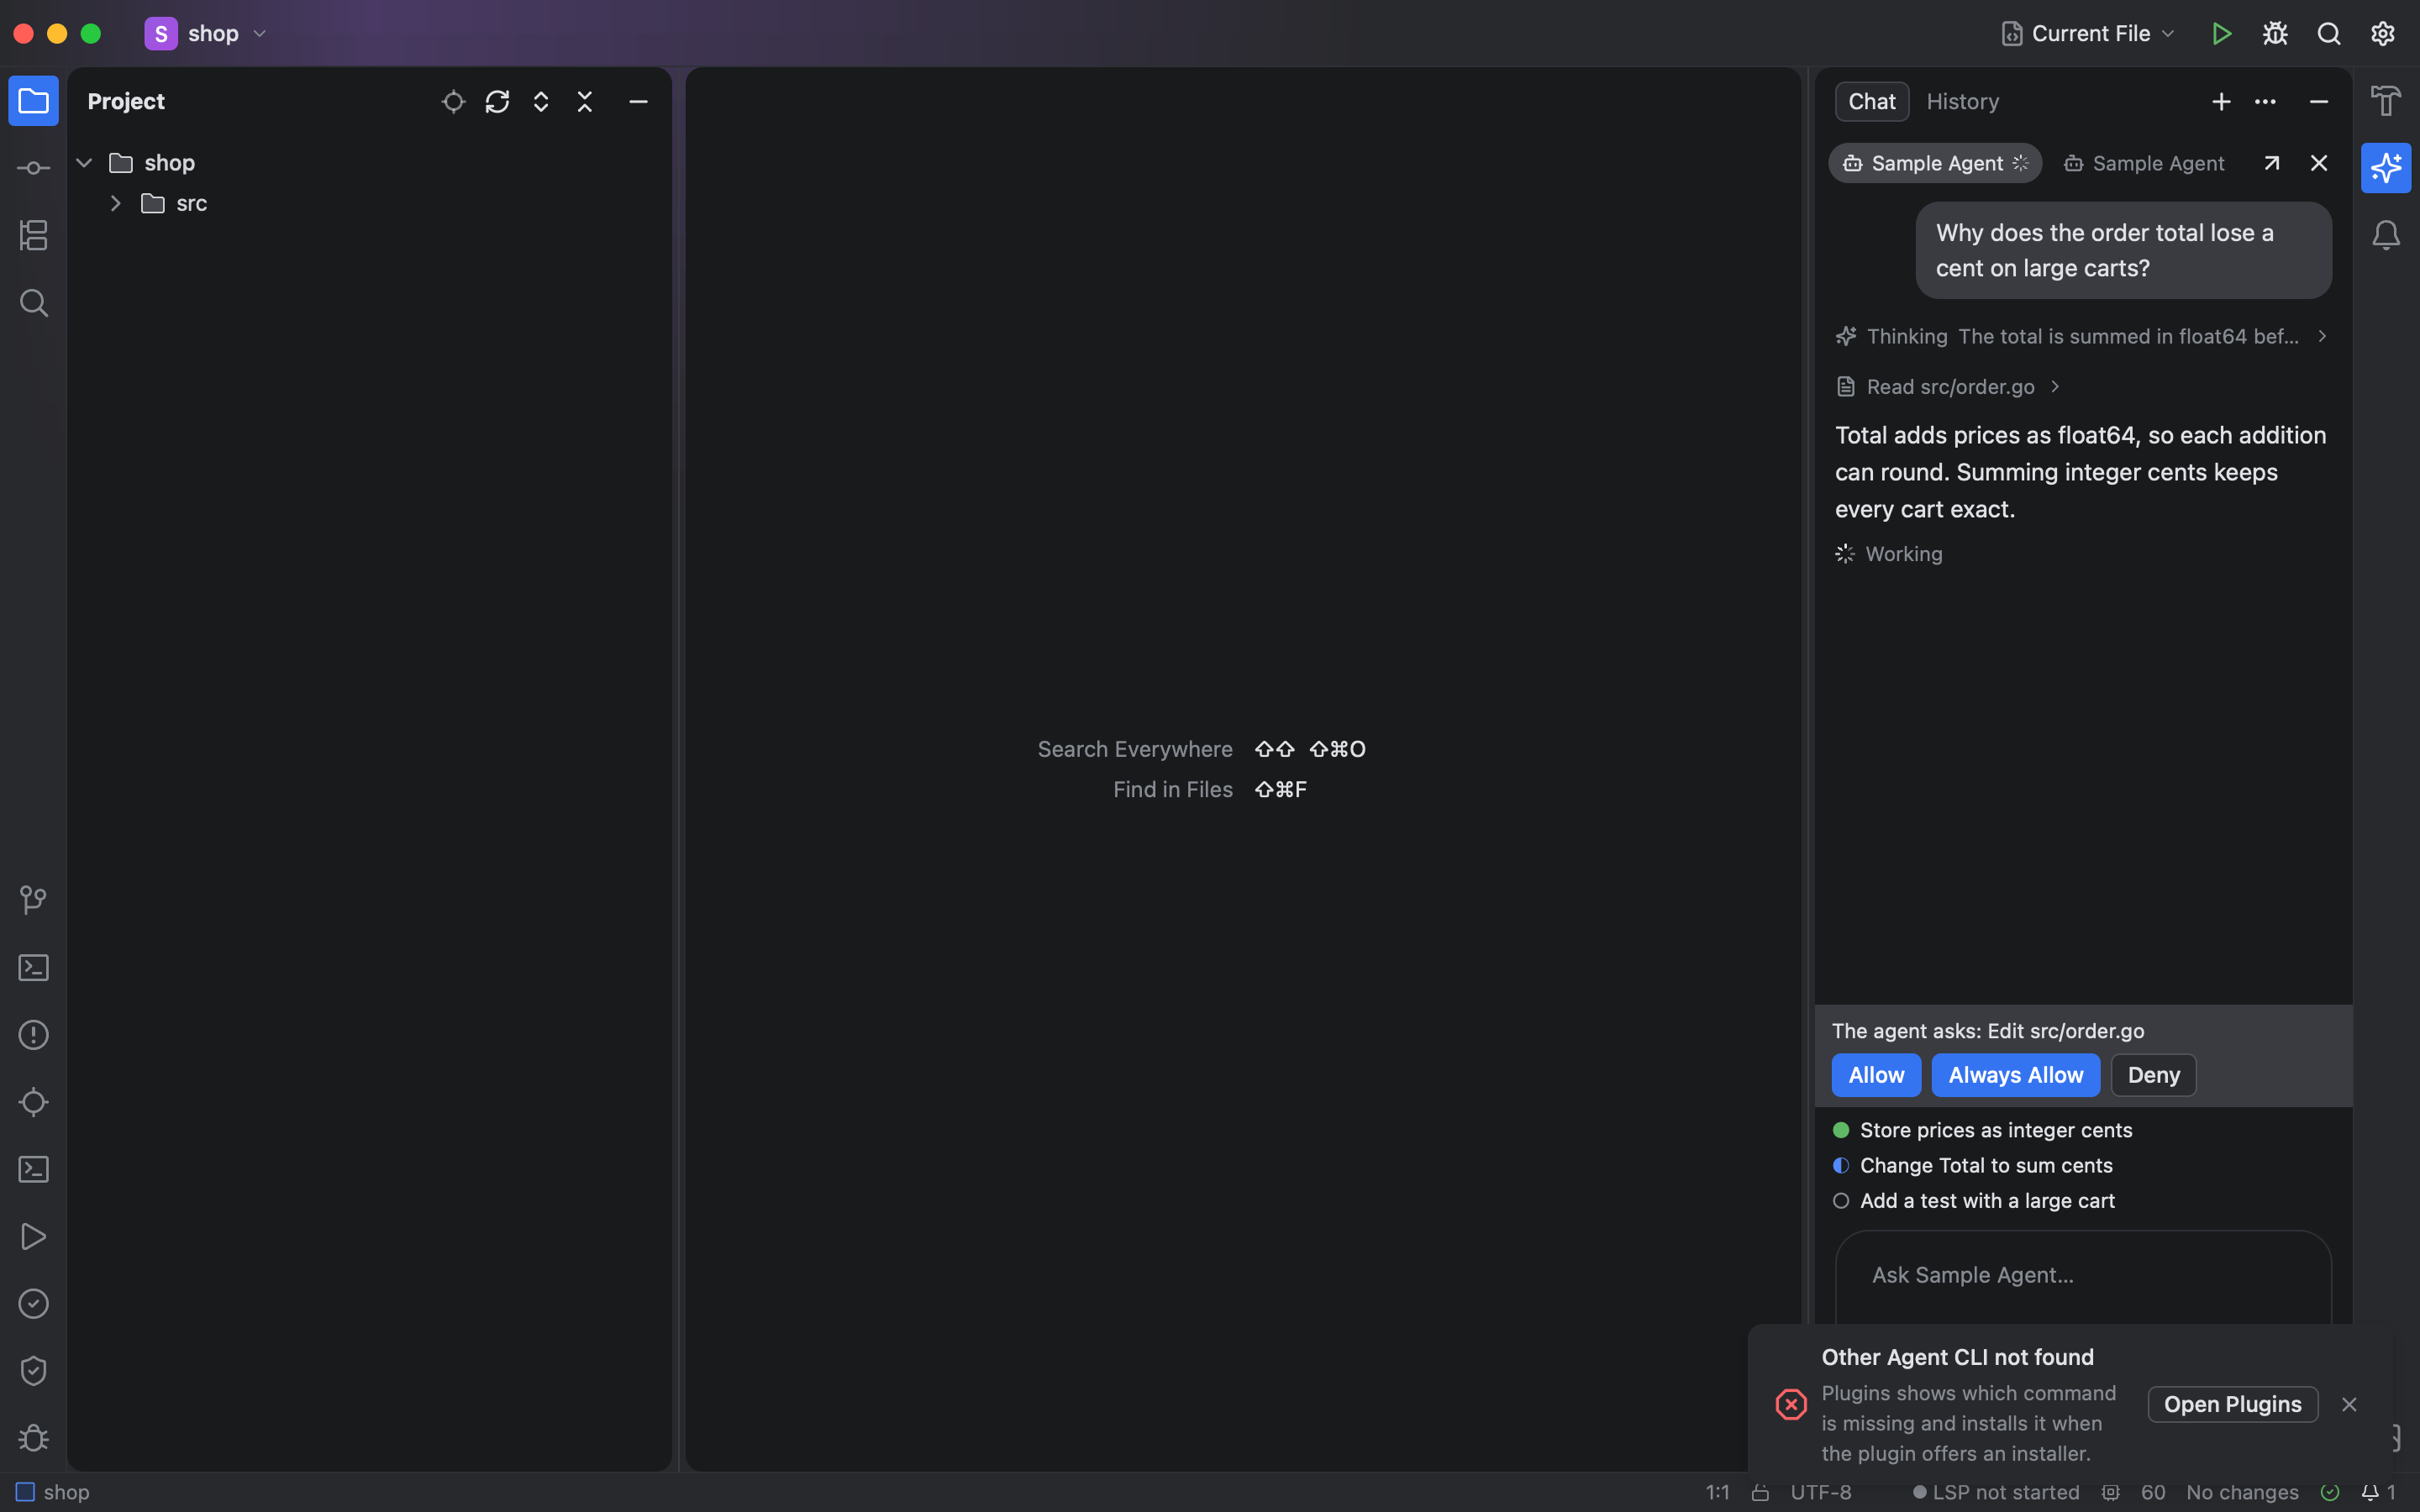 S shop
Current File
Project
shop
src
Search Everywhere ⇧⇧ ⇧⌘O
Find in Files ⇧⌘F
Chat History
Sample Agent Sample Agent
Why does the order total lose a
cent on large carts?
Thinking The total is summed in float64 bef...
Read src/order.go
Total adds prices as float64, so each addition
can round. Summing integer cents keeps
every cart exact.
Working
The agent asks: Edit src/order.go
Allow Always Allow Deny
Store prices as integer cents
Change Total to sum cents
Add a test with a large cart
Ask Sample Agent...
Other Agent CLI not found
Plugins shows which command
is missing and installs it when
the plugin offers an installer.
Open Plugins
shop
1:1 UTF-8 LSP not started 60 No changes 1